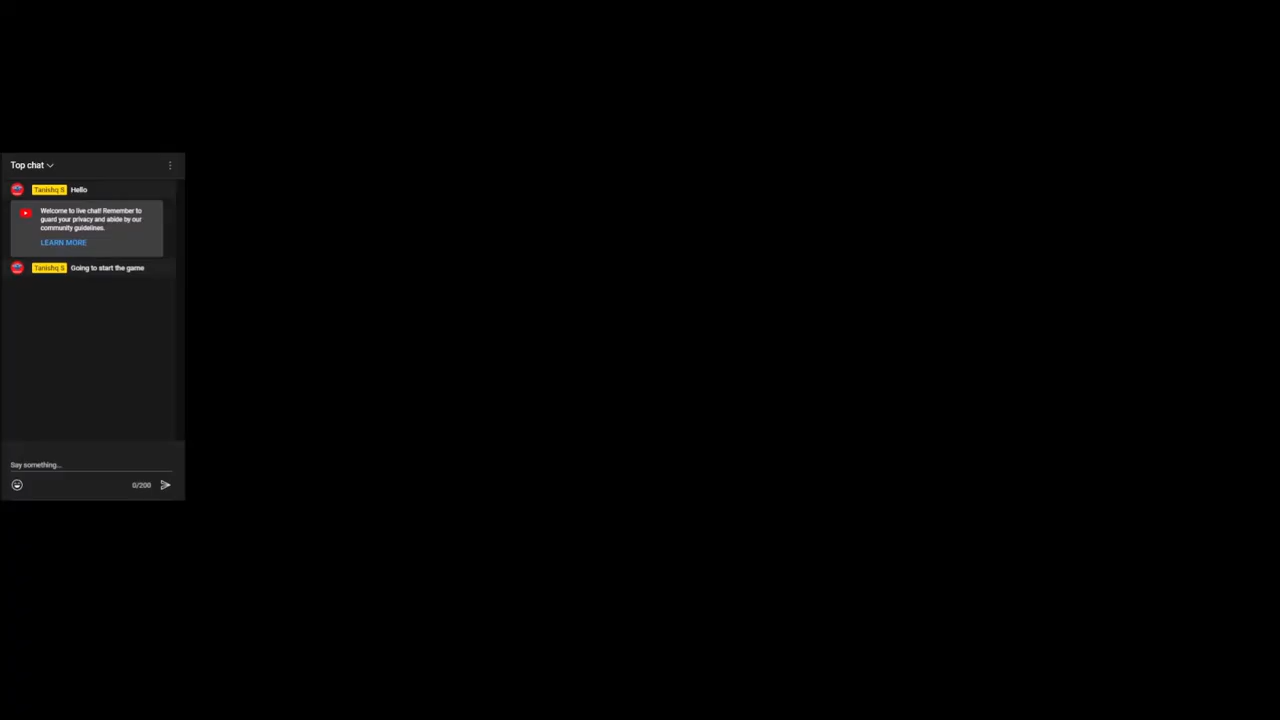 Top chat
Tanishq S Hello
Welcome to live chat! Remember to
guard your privacy and abide by our
community guidelines.
LEARN MORE
Tanishq S Going to start the game
Say something...
0/200